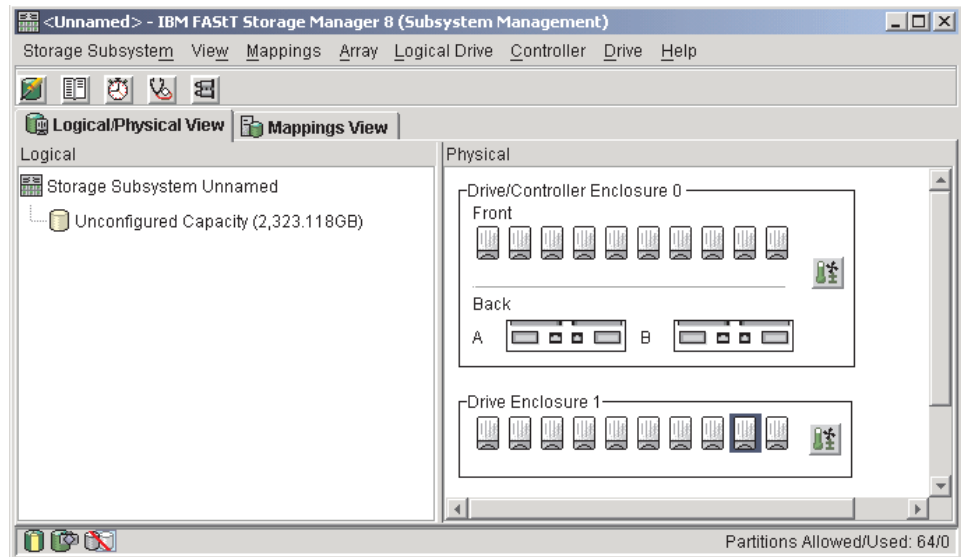 <Unnamed> - IBM FAStT Storage Manager 8 (Subsystem Management)
Storage Subsystem View Mappings Array Logical Drive Controller Drive Help
Logical/Physical View Mappings View
Logical
Physical
Storage Subsystem Unnamed
Unconfigured Capacity (2,323.118GB)
Drive/Controller Enclosure 0
Front
Back
A B
Drive Enclosure 1
Partitions Allowed/Used: 64/0